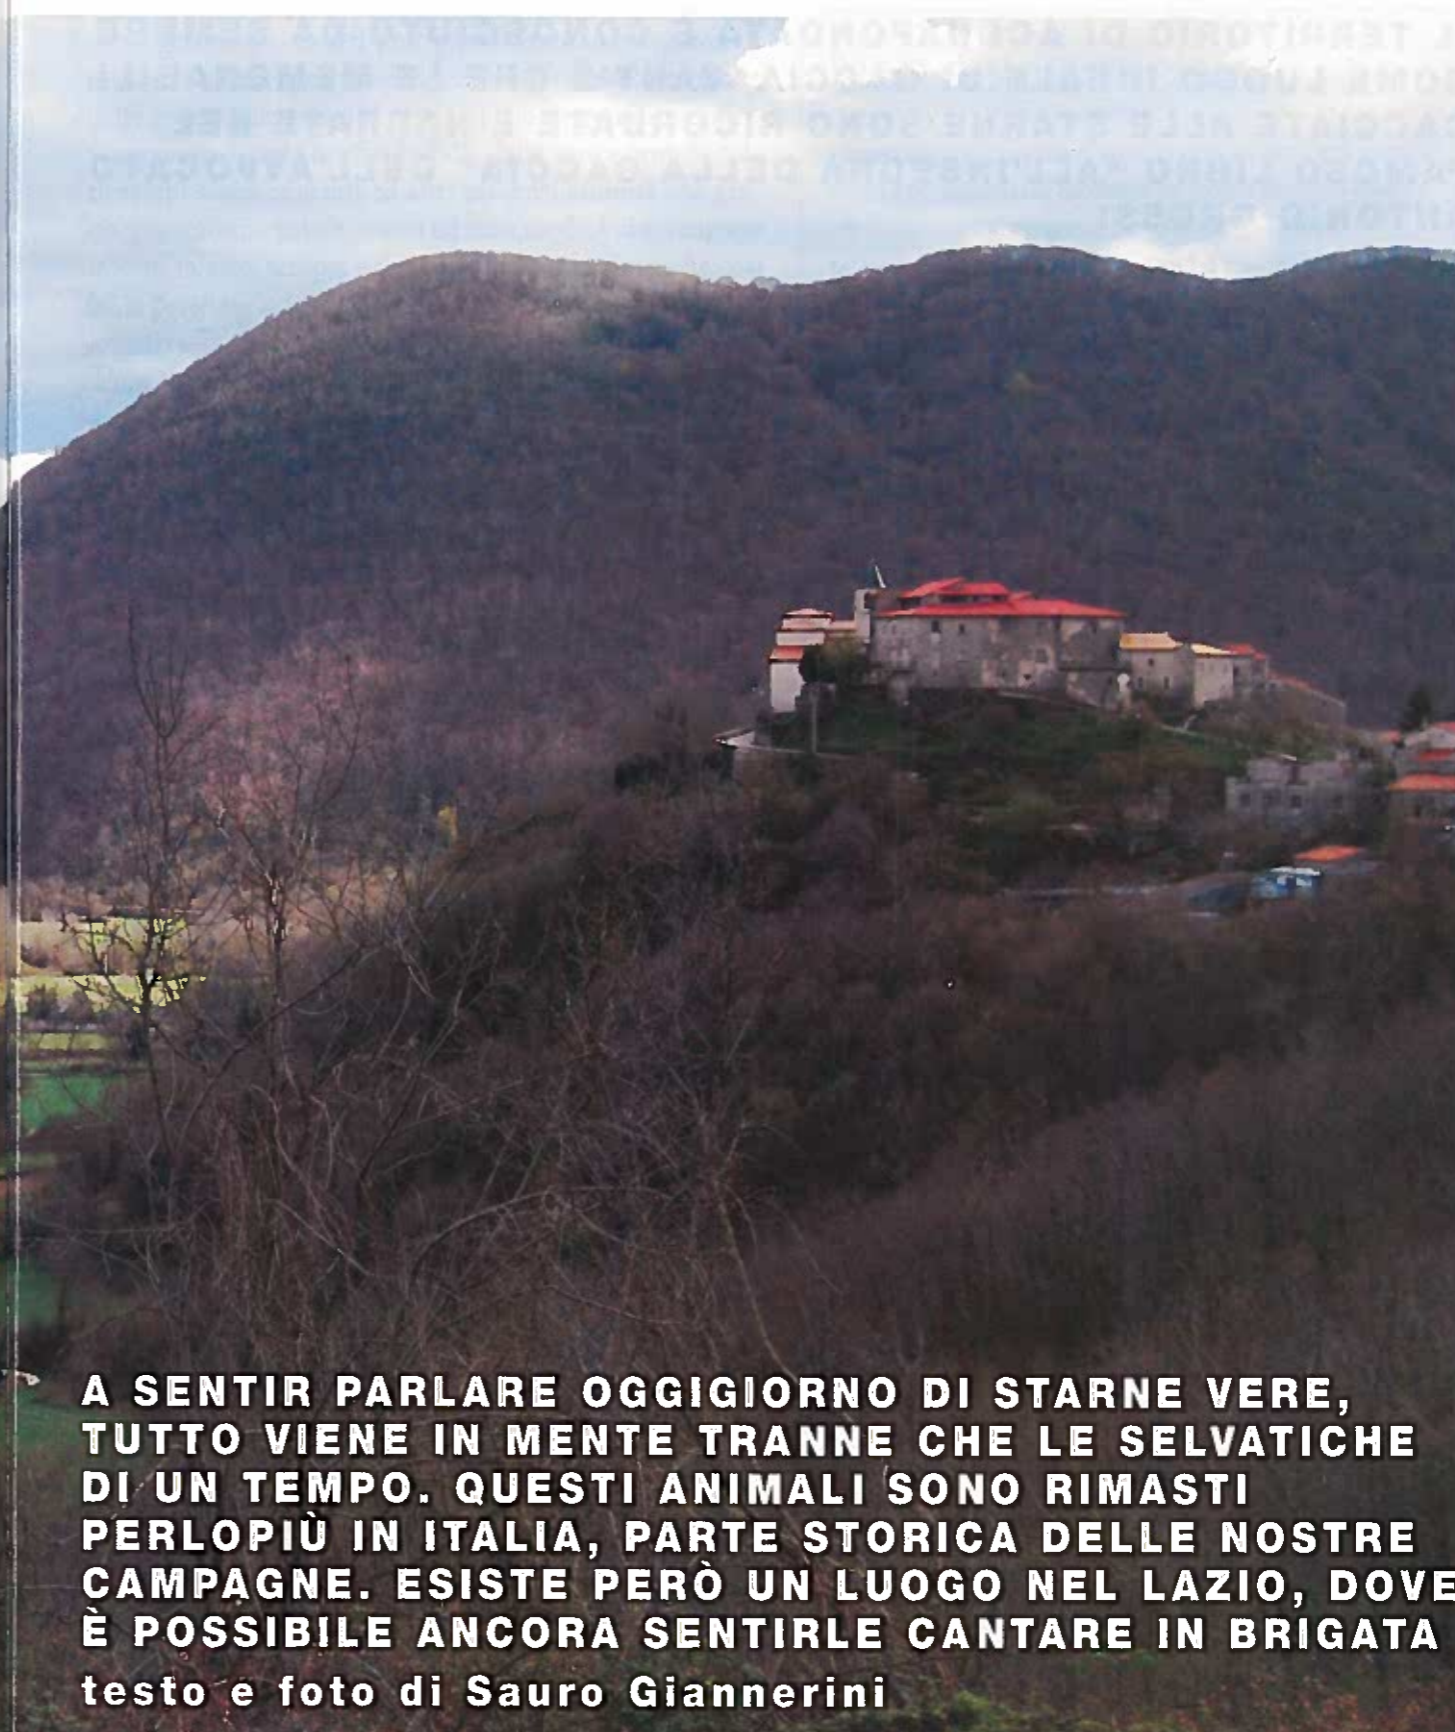 A SENTIR PARLARE OGGIGIORNO DI STARNE VERE,
TUTTO VIENE IN MENTE TRANNE CHE LE SELVATICHE
DI UN TEMPO. QUESTI ANIMALI SONO RIMASTI
PERLOPIÙ IN ITALIA, PARTE STORICA DELLE NOSTRE
CAMPAGNE. ESISTE PERÒ UN LUOGO NEL LAZIO, DOVE
È POSSIBILE ANCORA SENTIRLE CANTARE IN BRIGATA
testo e foto di Sauro Giannerini